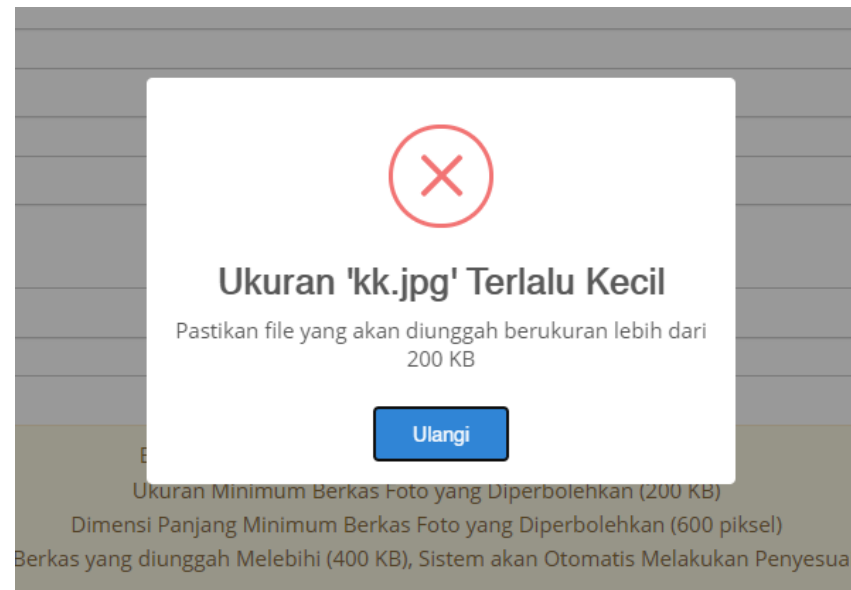 Ukuran 'kk.jpg' Terlalu Kecil
Pastikan file yang akan diunggah berukuran lebih dari
200 KB
Ulangi
Ukuran Minimum Berkas Foto yang Diperbolehkan (200 KB)
Dimensi Panjang Minimum Berkas Foto yang Diperbolehkan (600 piksel)
Berkas yang diunggah Melebihi (400 KB), Sistem akan Otomatis Melakukan Penyesua